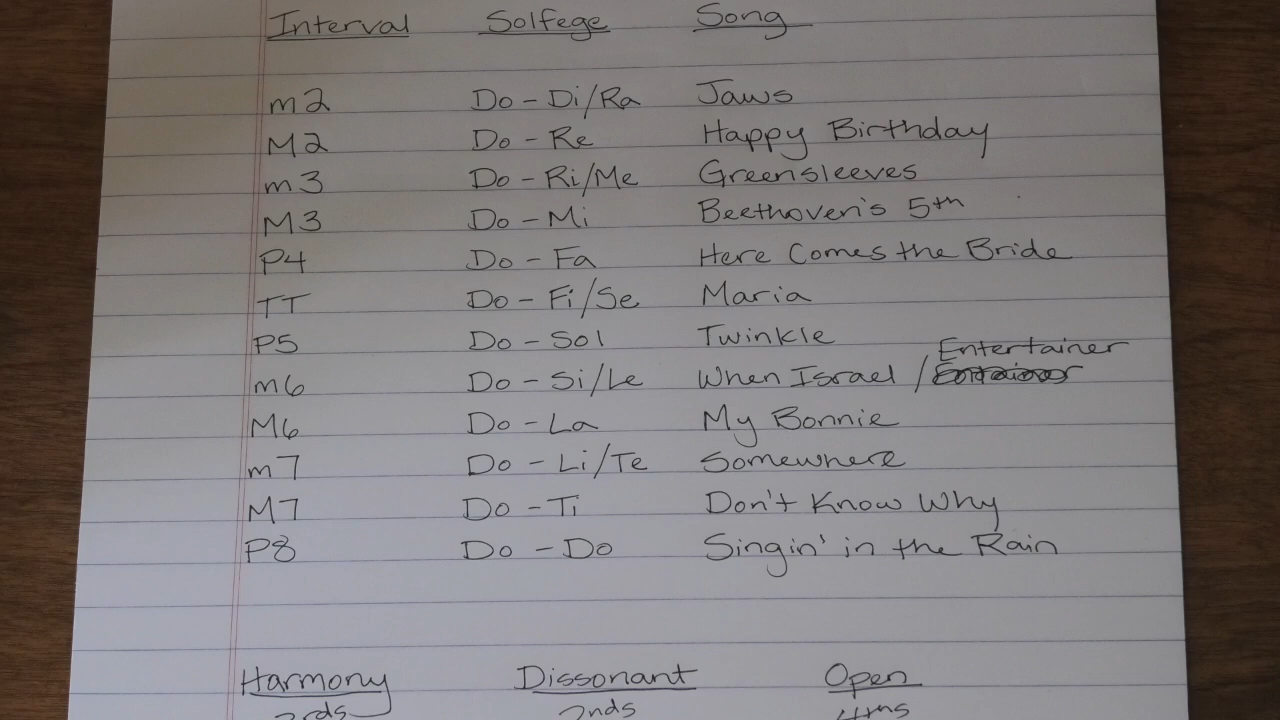 Interval Solfege Song
m2 Do - Di/Ra Jaws
M2 Do - Re Happy Birthday
m3 Do - Ri/Me Greensleeves
M3 Do - Mi Beethoven's 5th
P4 Do - Fa Here Comes the Bride
TT Do - Fi/Se Maria
P5 Do - Sol Twinkle
m6 Do - Si/Le When Israel / Entertainer
M6 Do - La My Bonnie
m7 Do - Li/Te Somewhere
M7 Do - Ti Don't Know Why
P8 Do - Do Singin' in the Rain
Harmony Dissonant Open
3rds 2nds 4ths